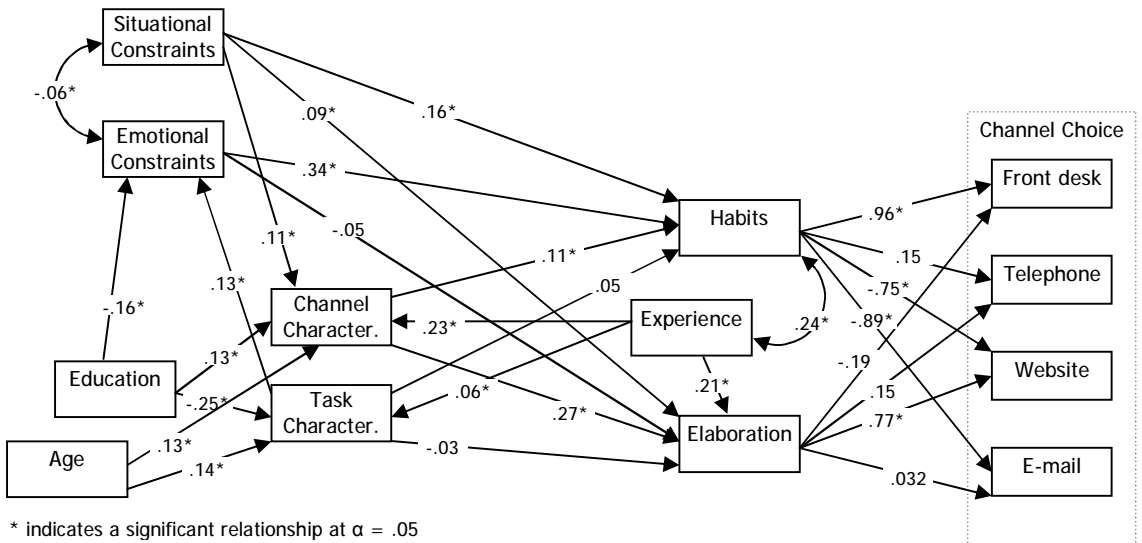 Situational
Constraints
-.06*
.09*
.16*
Emotional
Constraints
Channel Choice
Front desk
.34*
Habits
.96*
-.05
.11*
.11*
.15
Telephone
.13*
.05
-.75*
-.16*
Channel
Character.
.23*
Experience
.24*
-.89*
.13*
-.19
Website
Education
.21*
.15
-.25*
Task
Character.
.06*
.27*
.77*
Elaboration
.13*
Age
-.03
E-mail
.14*
.032
* indicates a significant relationship at α = .05